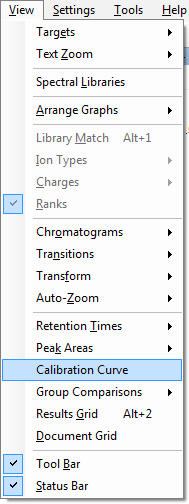 View Settings Tools Help
Targets
Text Zoom
Spectral Libraries
Arrange Graphs
Library Match Alt+1
Ion Types
Charges
Ranks
Chromatograms
Transitions
Transform
Auto-Zoom
Retention Times
Peak Areas
Calibration Curve
Group Comparisons
Results Grid Alt+2
Document Grid
Tool Bar
Status Bar